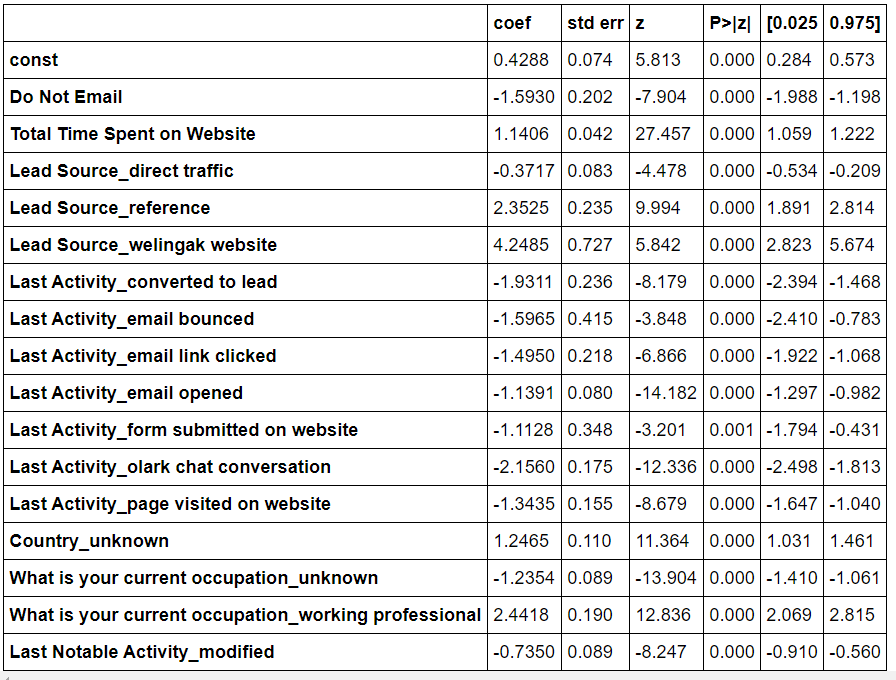 coef std err z P>|z| [0.025 0.975]
const 0.4288 0.074 5.813 0.000 0.284 0.573
Do Not Email -1.5930 0.202 -7.904 0.000 -1.988 -1.198
Total Time Spent on Website 1.1406 0.042 27.457 0.000 1.059 1.222
Lead Source_direct traffic -0.3717 0.083 -4.478 0.000 -0.534 -0.209
Lead Source_reference 2.3525 0.235 9.994 0.000 1.891 2.814
Lead Source_welingak website 4.2485 0.727 5.842 0.000 2.823 5.674
Last Activity_converted to lead -1.9311 0.236 -8.179 0.000 -2.394 -1.468
Last Activity_email bounced -1.5965 0.415 -3.848 0.000 -2.410 -0.783
Last Activity_email link clicked -1.4950 0.218 -6.866 0.000 -1.922 -1.068
Last Activity_email opened -1.1391 0.080 -14.182 0.000 -1.297 -0.982
Last Activity_form submitted on website -1.1128 0.348 -3.201 0.001 -1.794 -0.431
Last Activity_olark chat conversation -2.1560 0.175 -12.336 0.000 -2.498 -1.813
Last Activity_page visited on website -1.3435 0.155 -8.679 0.000 -1.647 -1.040
Country_unknown 1.2465 0.110 11.364 0.000 1.031 1.461
What is your current occupation_unknown -1.2354 0.089 -13.904 0.000 -1.410 -1.061
What is your current occupation_working professional 2.4418 0.190 12.836 0.000 2.069 2.815
Last Notable Activity_modified -0.7350 0.089 -8.247 0.000 -0.910 -0.560